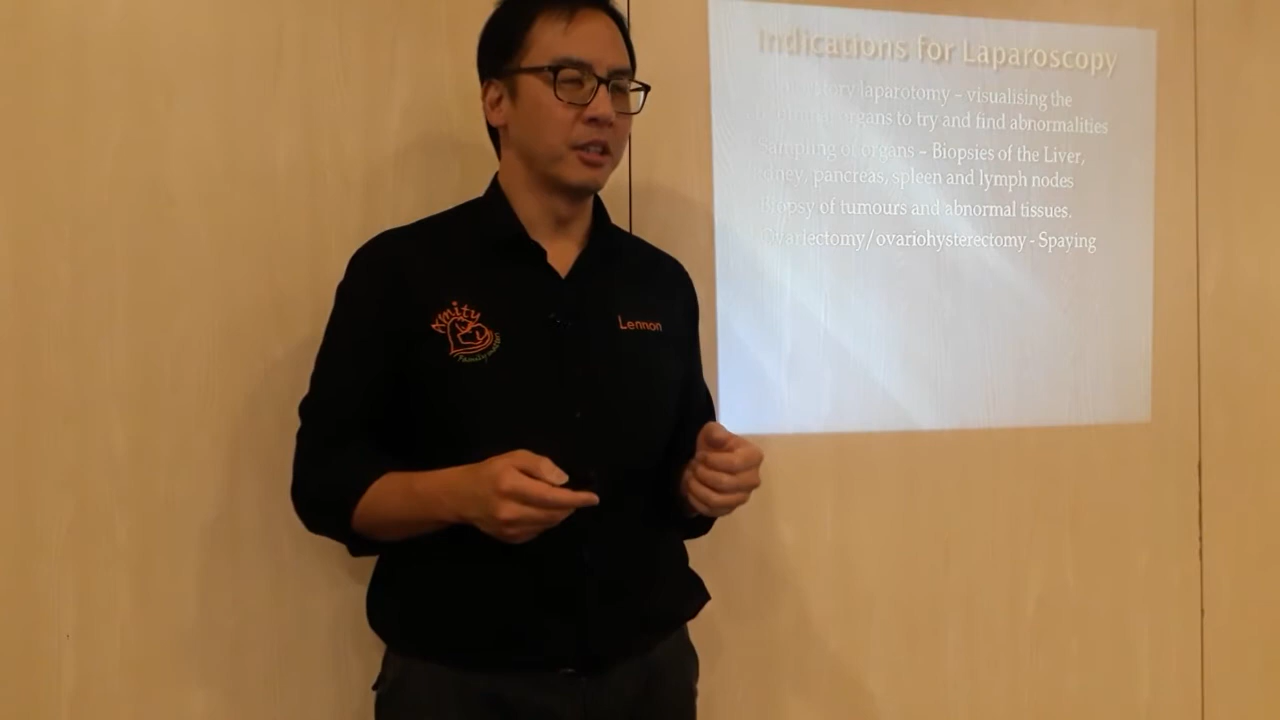 Indications for Laparoscopy
laparotomy – visualising the
organs to try and find abnormalities
Sampling of organs – Biopsies of the Liver,
pancreas, spleen and lymph nodes
Biopsy of tumours and abnormal tissues.
Ovariectomy/ovariohysterectomy - Spaying
Amity
Lennon